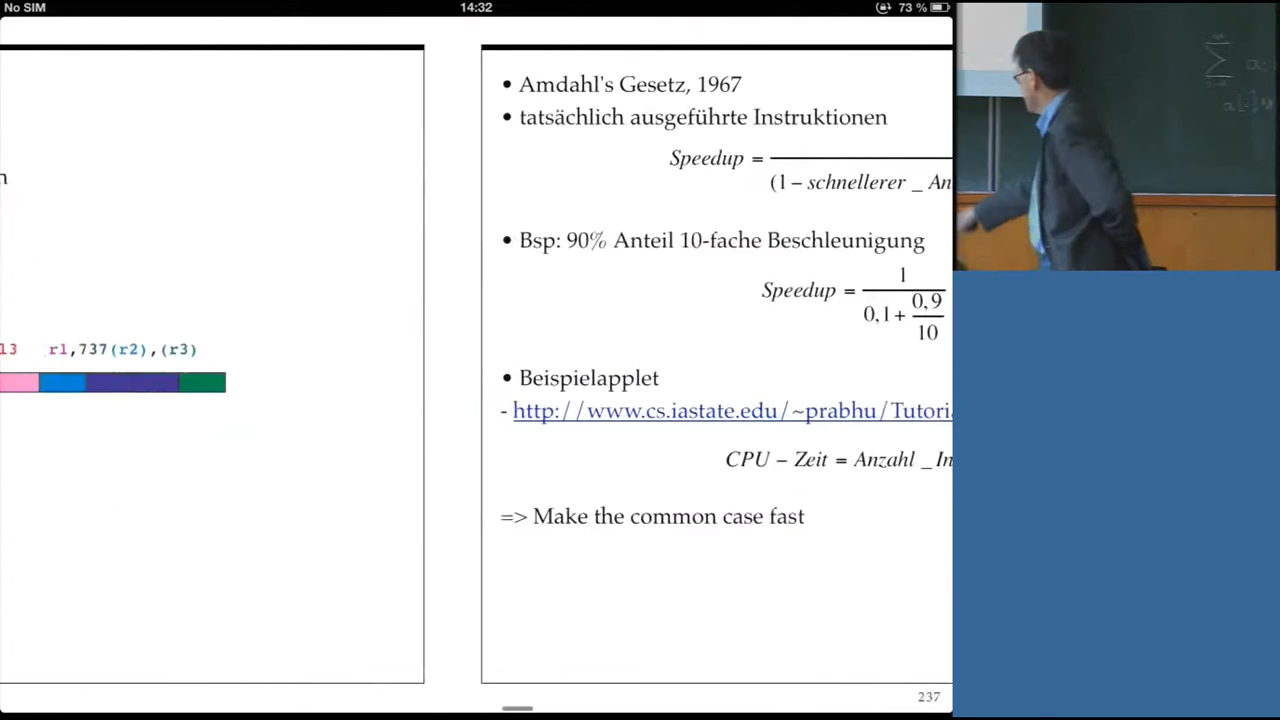 No SIM 14:32 73 %
n
13 r1,737(r2),(r3)
• Amdahl's Gesetz, 1967
• tatsächlich ausgeführte Instruktionen
Speedup =
(1 – schnellerer _ An
• Bsp: 90% Anteil 10-fache Beschleunigung
Speedup = 1
0,1+ 0,9
10
• Beispielapplet
- http://www.cs.iastate.edu/~prabhu/Tutori
CPU – Zeit = Anzahl _ In
=> Make the common case fast
237